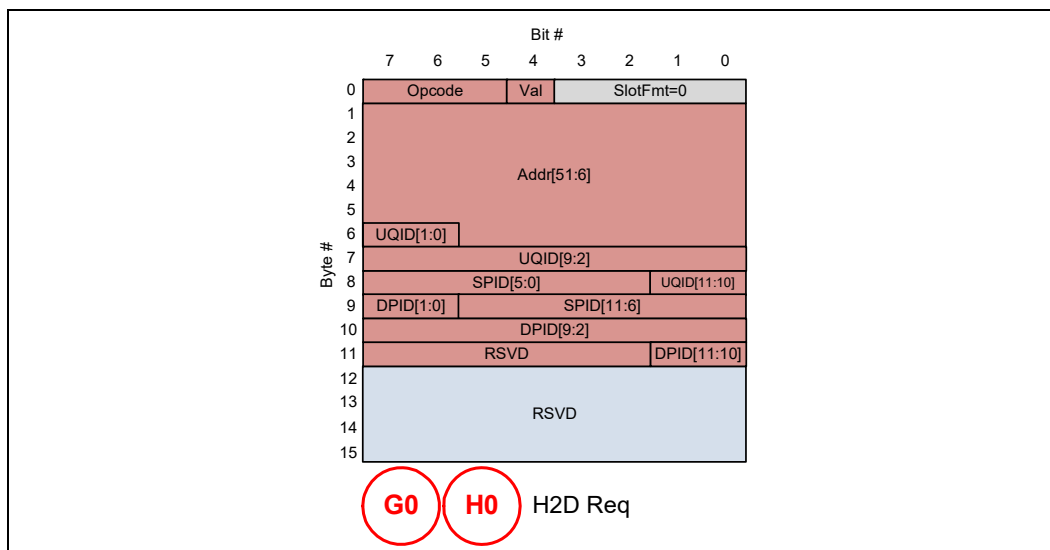 Bit #
7 6 5 4 3 2 1 0
Byte #
0 Opcode Val SlotFmt=0
1
2
3
Addr[51:6]
4
5
6 UQID[1:0]
7 UQID[9:2]
8 SPID[5:0] UQID[11:10]
9 DPID[1:0] SPID[11:6]
10 DPID[9:2]
11 RSVD DPID[11:10]
12
13
RSVD
14
15
G0 H0 H2D Req